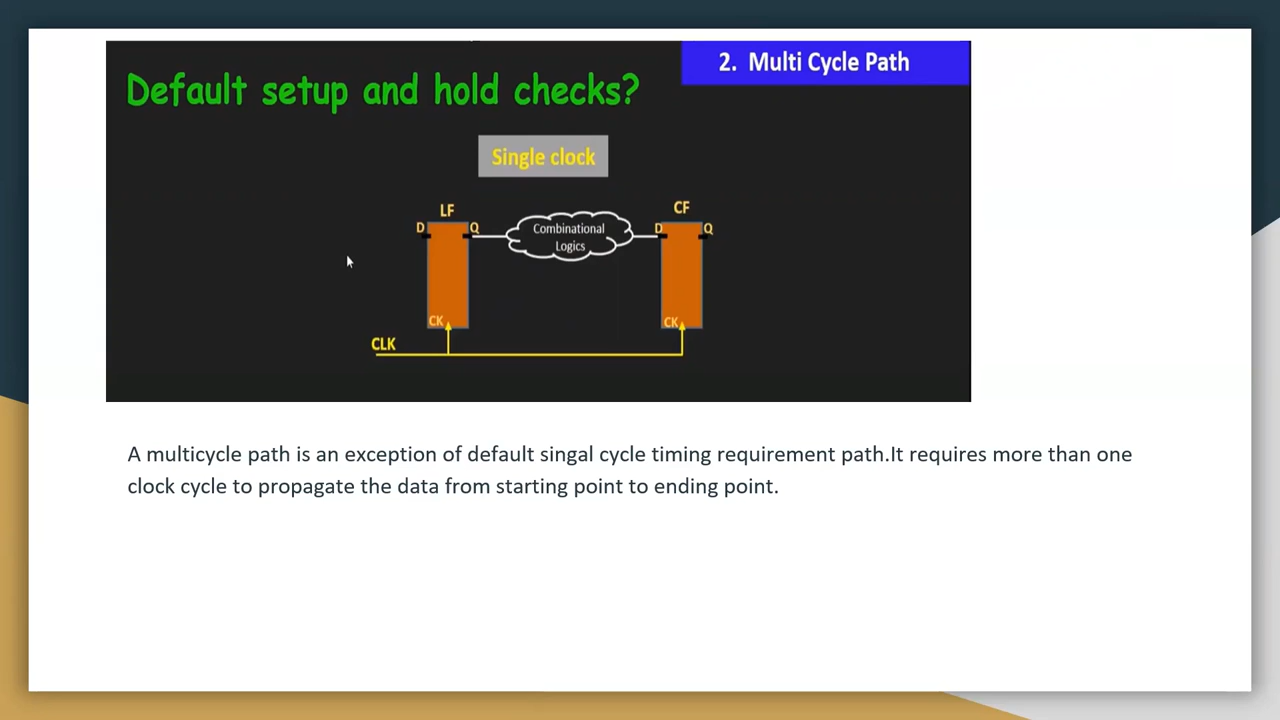 2. Multi Cycle Path
Default setup and hold checks?
Single clock
LF
CF
D
Q
Combinational
Logics
D
Q
CK
CK
CLK
A multicycle path is an exception of default singal cycle timing requirement path.It requires more than one
clock cycle to propagate the data from starting point to ending point.